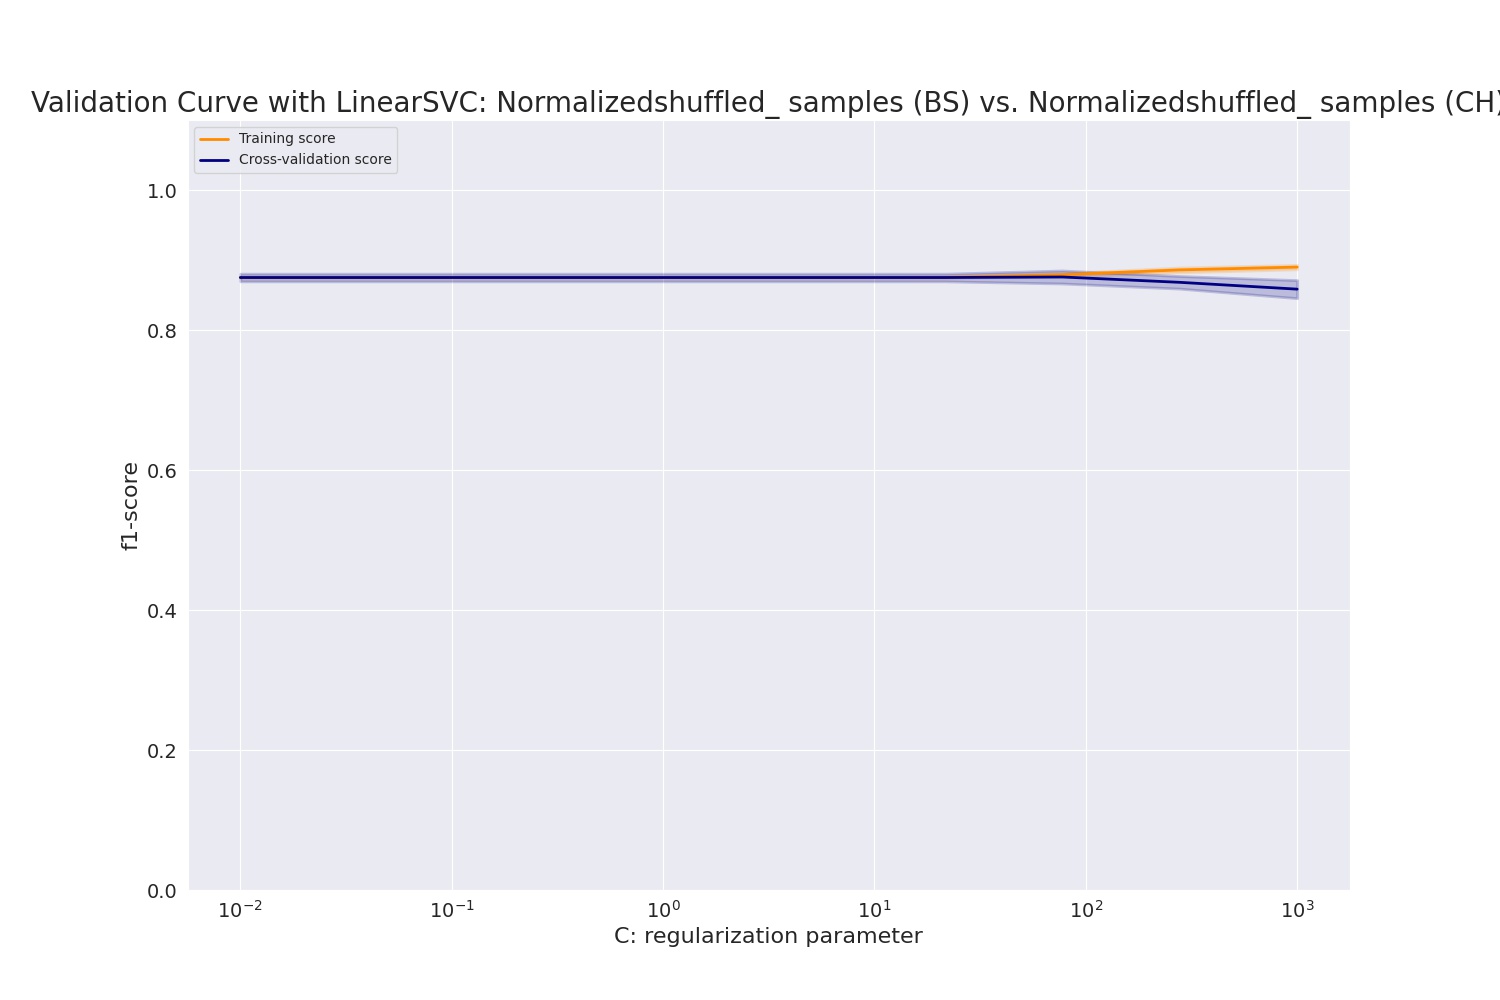 Validation Curve with LinearSVC: Normalizedshuffled_ samples (BS) vs. Normalizedshuffled_ samples (CH)
Training score
Cross-validation score
1.0
0.8
0.6
0.4
0.2
0.0
f1-score
10⁻² 10⁻¹ 10⁰ 10¹ 10² 10³
C: regularization parameter